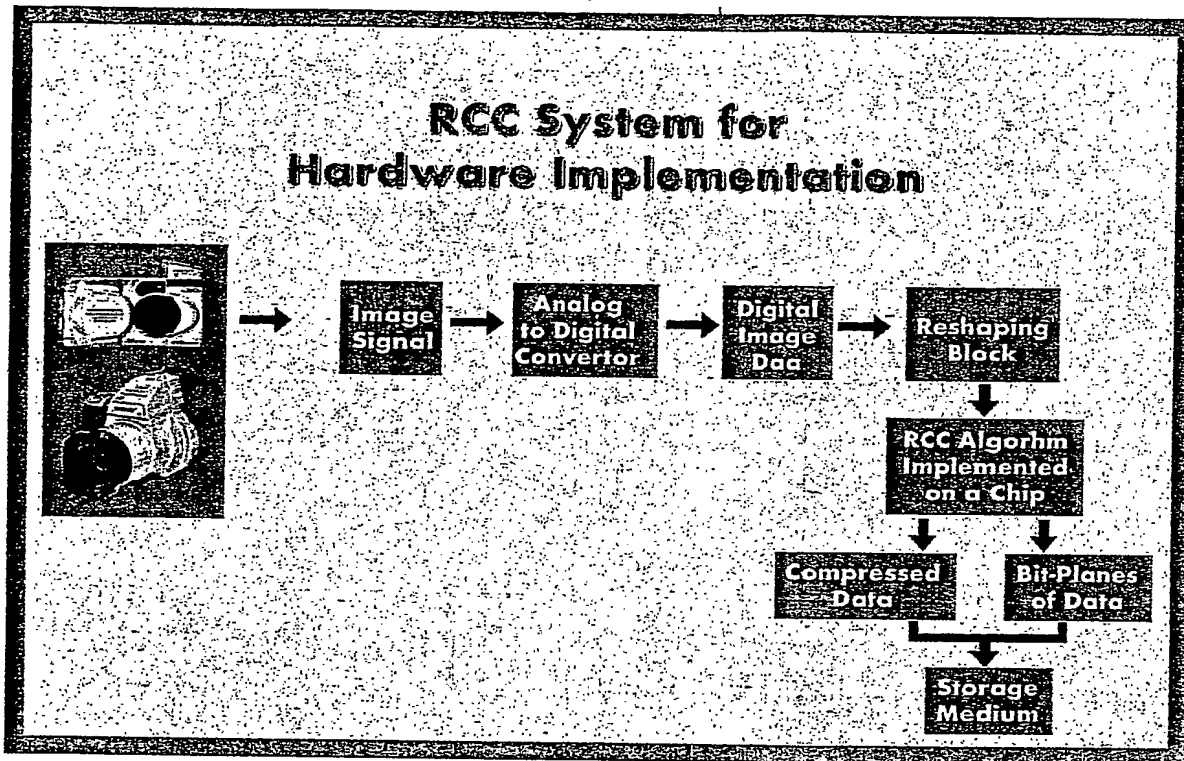 RCC System for
Hardware Implementation
Image
Signal
Analog
to Digital
Convertor
Digital
Image
Daa
Reshaping
Block
RCC Algorhm
Implemented
on a Chip
Compressed
Data
Bit-Planes
of Data
Storage
Medium